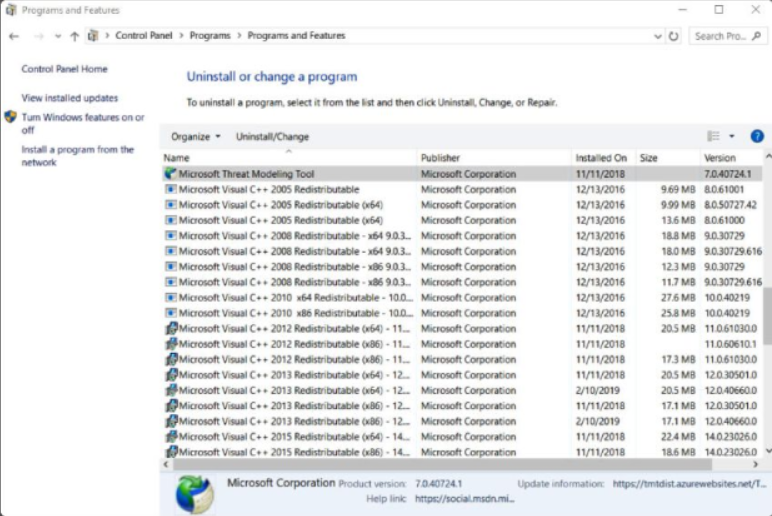 Programs and Features
Control Panel > Programs > Programs and Features
Search Pro...
Control Panel Home
View installed updates
Turn Windows features on or
off
Install a program from the
network
Uninstall or change a program
To uninstall a program, select it from the list and then click Uninstall, Change, or Repair.
Organize Uninstall/Change
Name Publisher Installed On Size Version
Microsoft Threat Modeling Tool Microsoft Corporation 11/11/2018 7.0.40724.1
Microsoft Visual C++ 2005 Redistributable Microsoft Corporation 12/13/2016 9.69 MB 8.0.61001
Microsoft Visual C++ 2005 Redistributable (x64) Microsoft Corporation 12/13/2016 9.99 MB 8.0.50727.42
Microsoft Visual C++ 2005 Redistributable (x64) Microsoft Corporation 12/13/2016 13.6 MB 8.0.61000
Microsoft Visual C++ 2008 Redistributable - x64 9.0.3... Microsoft Corporation 12/13/2016 18.8 MB 9.0.30729
Microsoft Visual C++ 2008 Redistributable - x64 9.0.3... Microsoft Corporation 12/13/2016 18.0 MB 9.0.30729.616
Microsoft Visual C++ 2008 Redistributable - x86 9.0.3... Microsoft Corporation 12/13/2016 12.3 MB 9.0.30729
Microsoft Visual C++ 2008 Redistributable - x86 9.0.3... Microsoft Corporation 12/13/2016 11.7 MB 9.0.30729.616
Microsoft Visual C++ 2010 x64 Redistributable - 10.0... Microsoft Corporation 12/13/2016 27.6 MB 10.0.40219
Microsoft Visual C++ 2010 x86 Redistributable - 10.0... Microsoft Corporation 12/13/2016 25.8 MB 10.0.40219
Microsoft Visual C++ 2012 Redistributable (x64) - 11... Microsoft Corporation 11/11/2018 20.5 MB 11.0.61030.0
Microsoft Visual C++ 2012 Redistributable (x86) - 11... Microsoft Corporation 11/11/2018 11.0.60610.1
Microsoft Visual C++ 2012 Redistributable (x86) - 11... Microsoft Corporation 11/11/2018 17.3 MB 11.0.61030.0
Microsoft Visual C++ 2013 Redistributable (x64) - 12... Microsoft Corporation 11/11/2018 20.5 MB 12.0.30501.0
Microsoft Visual C++ 2013 Redistributable (x64) - 12... Microsoft Corporation 2/10/2019 20.5 MB 12.0.40660.0
Microsoft Visual C++ 2013 Redistributable (x86) - 12... Microsoft Corporation 11/11/2018 17.1 MB 12.0.30501.0
Microsoft Visual C++ 2013 Redistributable (x86) - 12... Microsoft Corporation 2/10/2019 17.1 MB 12.0.40660.0
Microsoft Visual C++ 2015 Redistributable (x64) - 14... Microsoft Corporation 11/11/2018 22.4 MB 14.0.23026.0
Microsoft Visual C++ 2015 Redistributable (x86) - 14... Microsoft Corporation 11/11/2018 18.6 MB 14.0.23026.0
Microsoft Corporation Product version: 7.0.40724.1 Update information: https://tmtdist.azurewebsites.net/T...
Help link: https://social.msdn.mi...